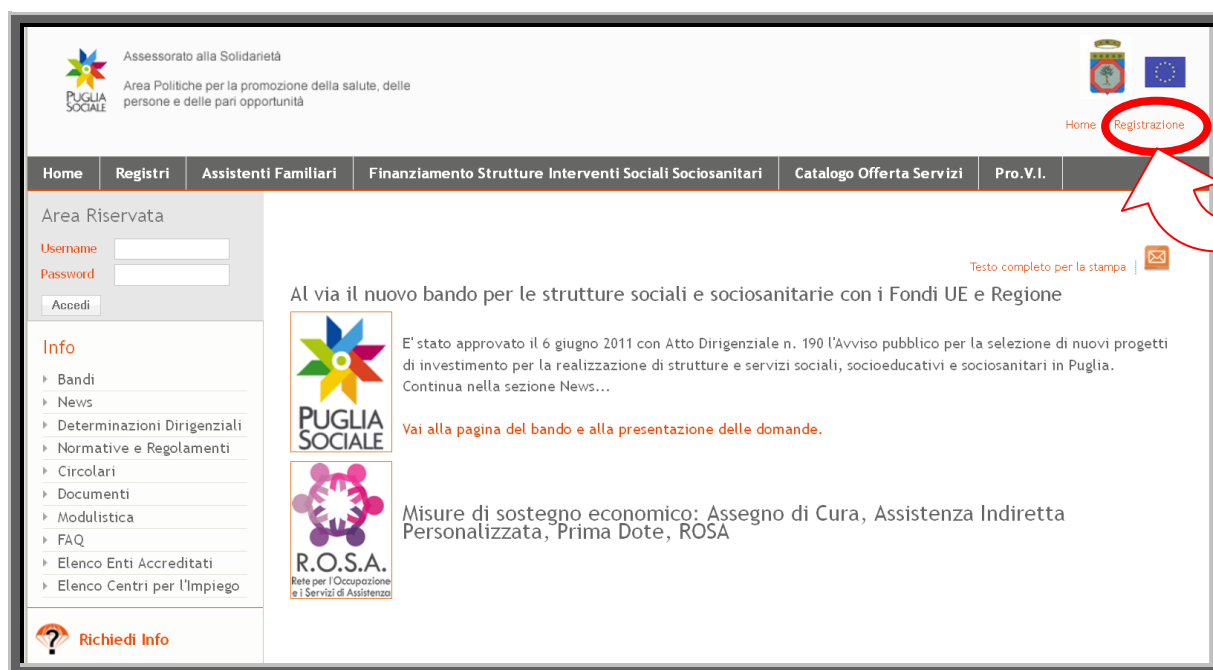 Assessorato alla Solidarietà
Area Politiche per la promozione della salute, delle
persone e delle pari opportunità
PUGLIA
SOCIALE
Home
Registrazione
Home
Registri
Assistenti Familiari
Finanziamento Strutture Interventi Sociali Sociosanitari
Catalogo Offerta Servizi
Pro.V.I.
Area Riservata
Username
Password
Accedi
Info
Bandi
News
Determinazioni Dirigenziali
Normative e Regolamenti
Circolari
Documenti
Modulistica
FAQ
Elenco Enti Accreditati
Elenco Centri per l'Impiego
Richiedi Info
Testo completo per la stampa |
Al via il nuovo bando per le strutture sociali e sociosanitarie con i Fondi UE e Regione
PUGLIA
SOCIALE
E' stato approvato il 6 giugno 2011 con Atto Dirigenziale n. 190 l'Avviso pubblico per la selezione di nuovi progetti
di investimento per la realizzazione di strutture e servizi sociali, socioeducativi e sociosanitari in Puglia.
Continua nella sezione News...
Vai alla pagina del bando e alla presentazione delle domande.
R.O.S.A.
Rete per l'Occupazione
e i Servizi di Assistenza
Misure di sostegno economico: Assegno di Cura, Assistenza Indiretta
Personalizzata, Prima Dote, ROSA